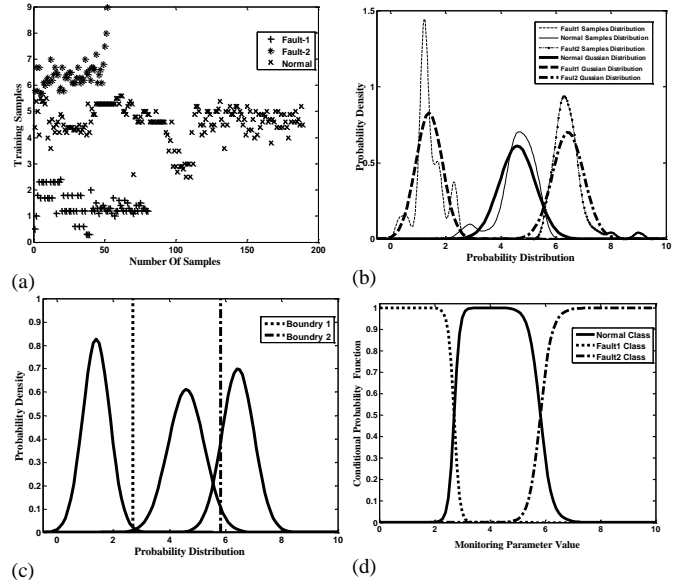 9
8
7
6
5
4
3
2
1
0
0
50
100
150
200
Training Samples
Number Of Samples
Fault-1
Fault-2
Normal
(a)
1.5
1
0.5
0
0
2
4
6
8
10
Probability Density
Probability Distribution
Fault1 Samples Distribution
Normal Samples Distribution
Fault2 Samples Distribution
Normal Gussian Distribution
Fault1 Gussian Distribution
Faul2 Gussian Distribution
(b)
1
0.9
0.8
0.7
0.6
0.5
0.4
0.3
0.2
0.1
0
0
2
4
6
8
10
Probability Density
Probability Distribution
Boundry 1
Boundry 2
(c)
1
0.9
0.8
0.7
0.6
0.5
0.4
0.3
0.2
0.1
0
0
2
4
6
8
10
Conditional Probability Function
Monitoring Parameter Value
Normal Class
Fault1 Class
Fault2 Class
(d)